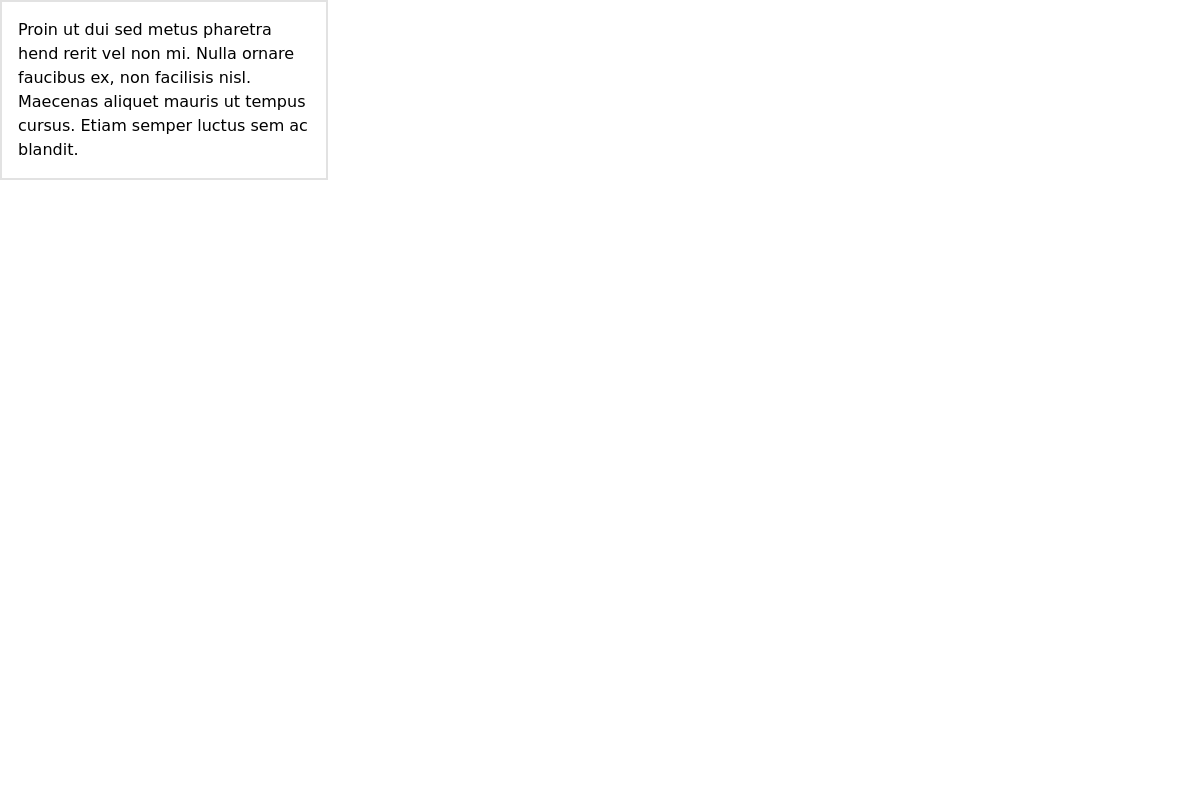 Proin ut dui sed metus pharetra
hend rerit vel non mi. Nulla ornare
faucibus ex, non facilisis nisl.
Maecenas aliquet mauris ut tempus
cursus. Etiam semper luctus sem ac
blandit.